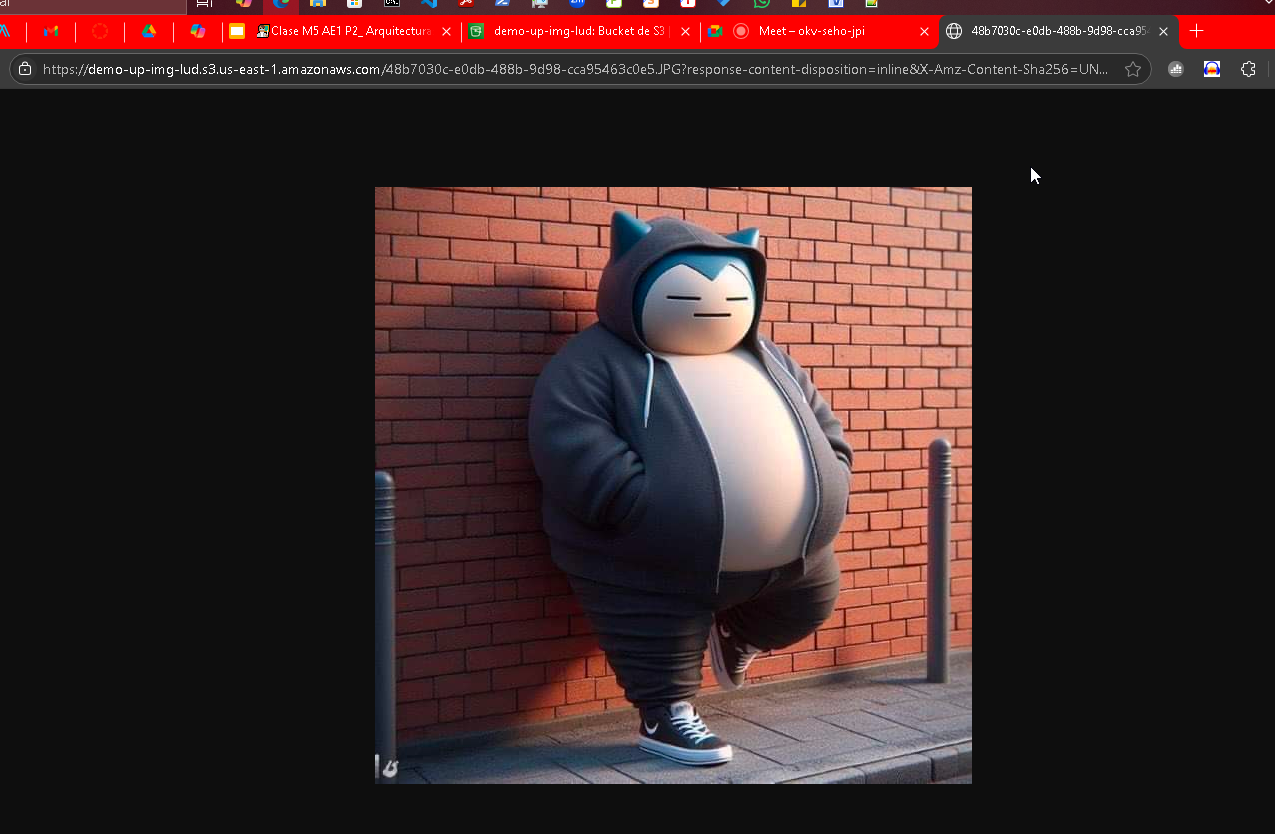 Clase M5 AE1 P2_ Arquitectura
demo-up-img-lud: Bucket de S3
Meet – okv-seho-jpi
48b7030c-e0db-488b-9d98-cca95
https://demo-up-img-lud.s3.us-east-1.amazonaws.com/48b7030c-e0db-488b-9d98-cca95463c0e5.JPG?response-content-disposition=inline&X-Amz-Content-Sha256=UN...